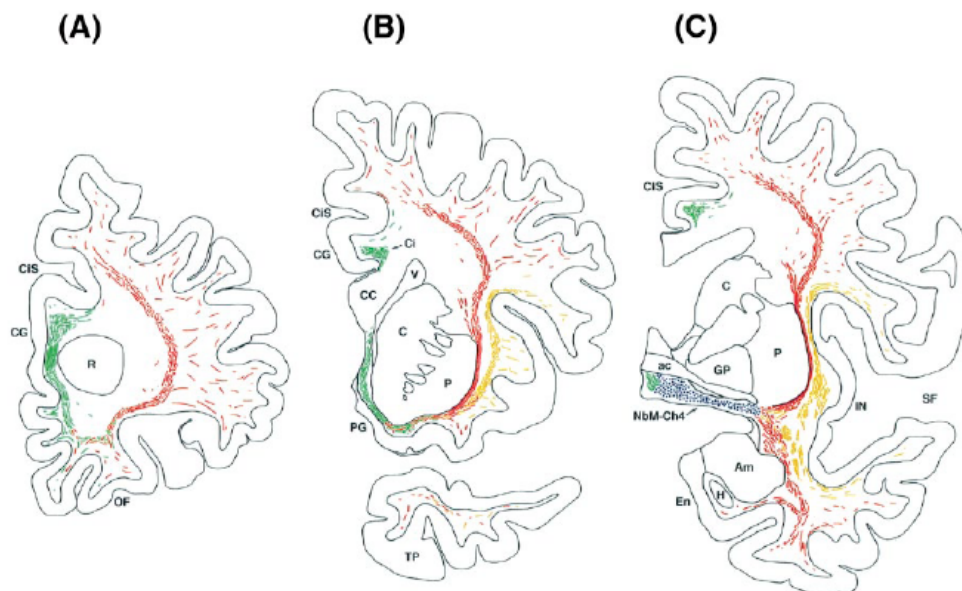 (A)
(B)
(C)
CIS
CG
R
OF
CIS
CG
Ci
V
CC
C
P
PG
TP
CIS
C
P
ac
GP
NbM-Ch4
IN
SF
Am
En
H